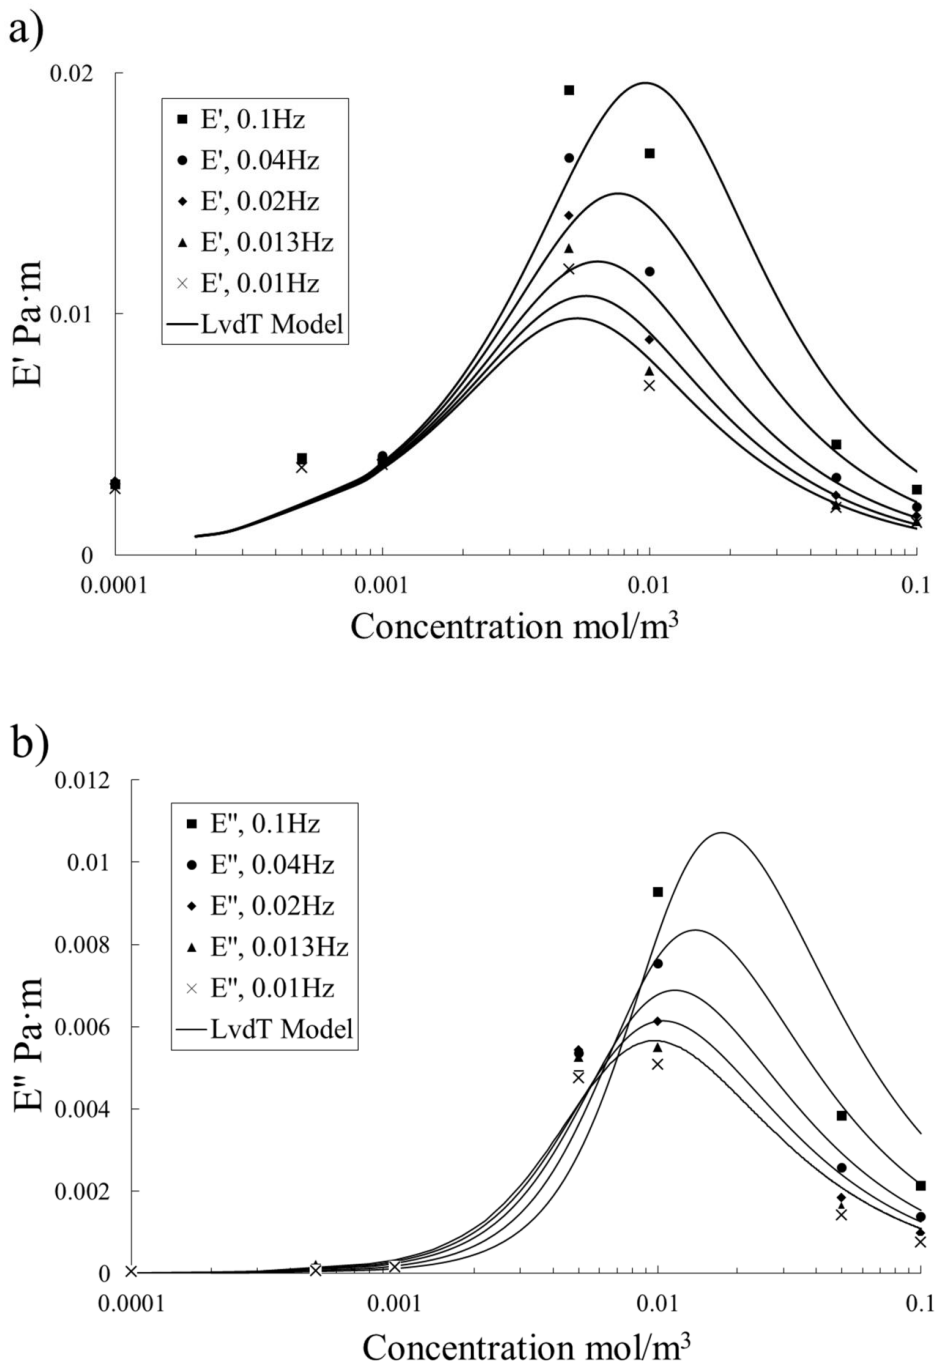 a)
0.02
E', 0.1Hz
E', 0.04Hz
E', 0.02Hz
E', 0.013Hz
E', 0.01Hz
LvdT Model
0.01
E' Pa·m
0
0.0001
0.001
0.01
0.1
Concentration mol/m³
b)
0.012
E", 0.1Hz
E", 0.04Hz
E", 0.02Hz
E", 0.013Hz
E", 0.01Hz
LvdT Model
0.01
0.008
0.006
0.004
0.002
0
E" Pa·m
0.0001
0.001
0.01
0.1
Concentration mol/m³